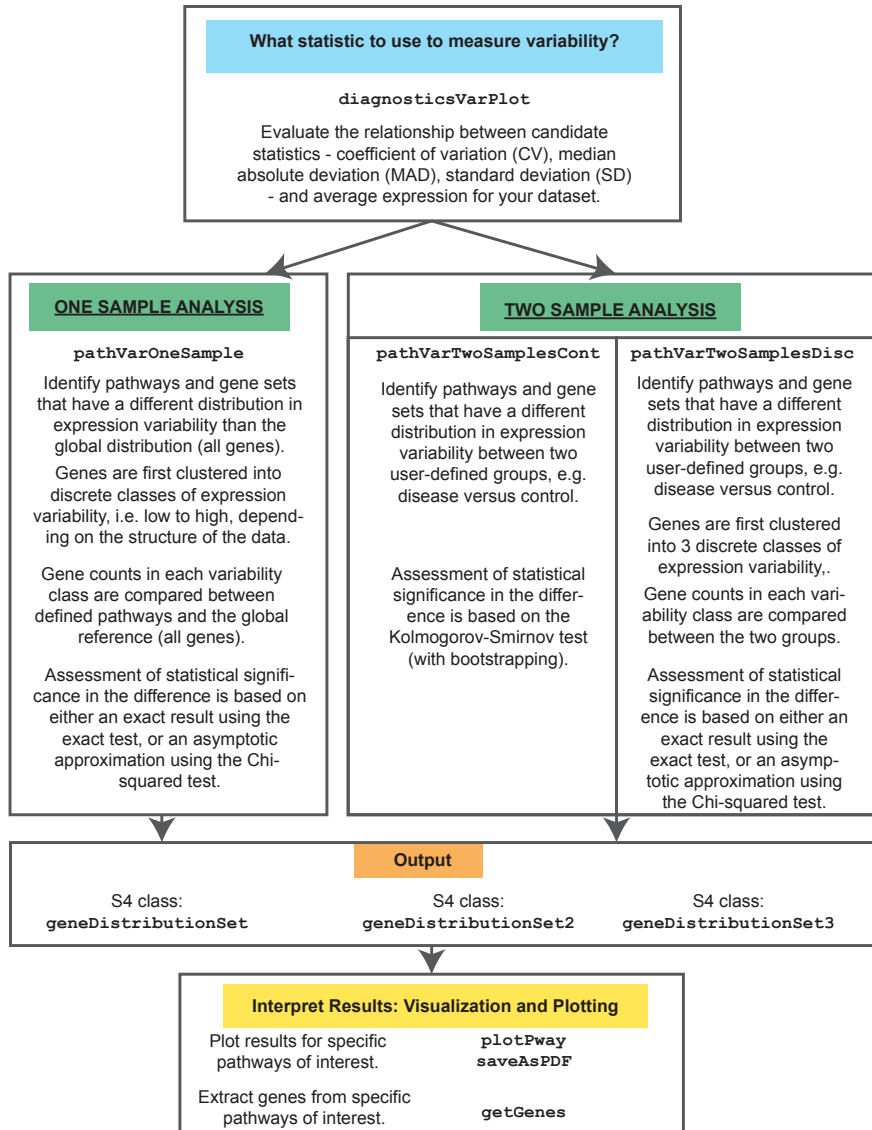 What statistic to use to measure variability?
diagnosticsVarPlot
Evaluate the relationship between candidate
statistics - coefficient of variation (CV), median
absolute deviation (MAD), standard deviation (SD)
- and average expression for your dataset.
ONE SAMPLE ANALYSIS
pathVarOneSample
Identify pathways and gene sets
that have a different distribution in
expression variability than the
global distribution (all genes).
Genes are first clustered into
discrete classes of expression
variability, i.e. low to high, depend-
ing on the structure of the data.
Gene counts in each variability
class are compared between
defined pathways and the global
reference (all genes).
Assessment of statistical signifi-
cance in the difference is based on
either an exact result using the
exact test, or an asymptotic
approximation using the Chi-
squared test.
TWO SAMPLE ANALYSIS
pathVarTwoSamplesCont
Identify pathways and gene
sets that have a different
distribution in expression
variability between two
user-defined groups, e.g.
disease versus control.
Assessment of statistical
significance in the differ-
ence is based on the
Kolmogorov-Smirnov test
(with bootstrapping).
pathVarTwoSamplesDisc
Identify pathways and gene
sets that have a different
distribution in expression
variability between two
user-defined groups, e.g.
disease versus control.
Genes are first clustered
into 3 discrete classes of
expression variability,.
Gene counts in each vari-
ability class are compared
between the two groups.
Assessment of statistical
significance in the differ-
ence is based on either an
exact result using the
exact test, or an asymp-
totic approximation using
the Chi-squared test.
Output
S4 class:
geneDistributionSet
S4 class:
geneDistributionSet2
S4 class:
geneDistributionSet3
Interpret Results: Visualization and Plotting
Plot results for specific
pathways of interest.
plotPway
saveAsPDF
Extract genes from specific
pathways of interest.
getGenes